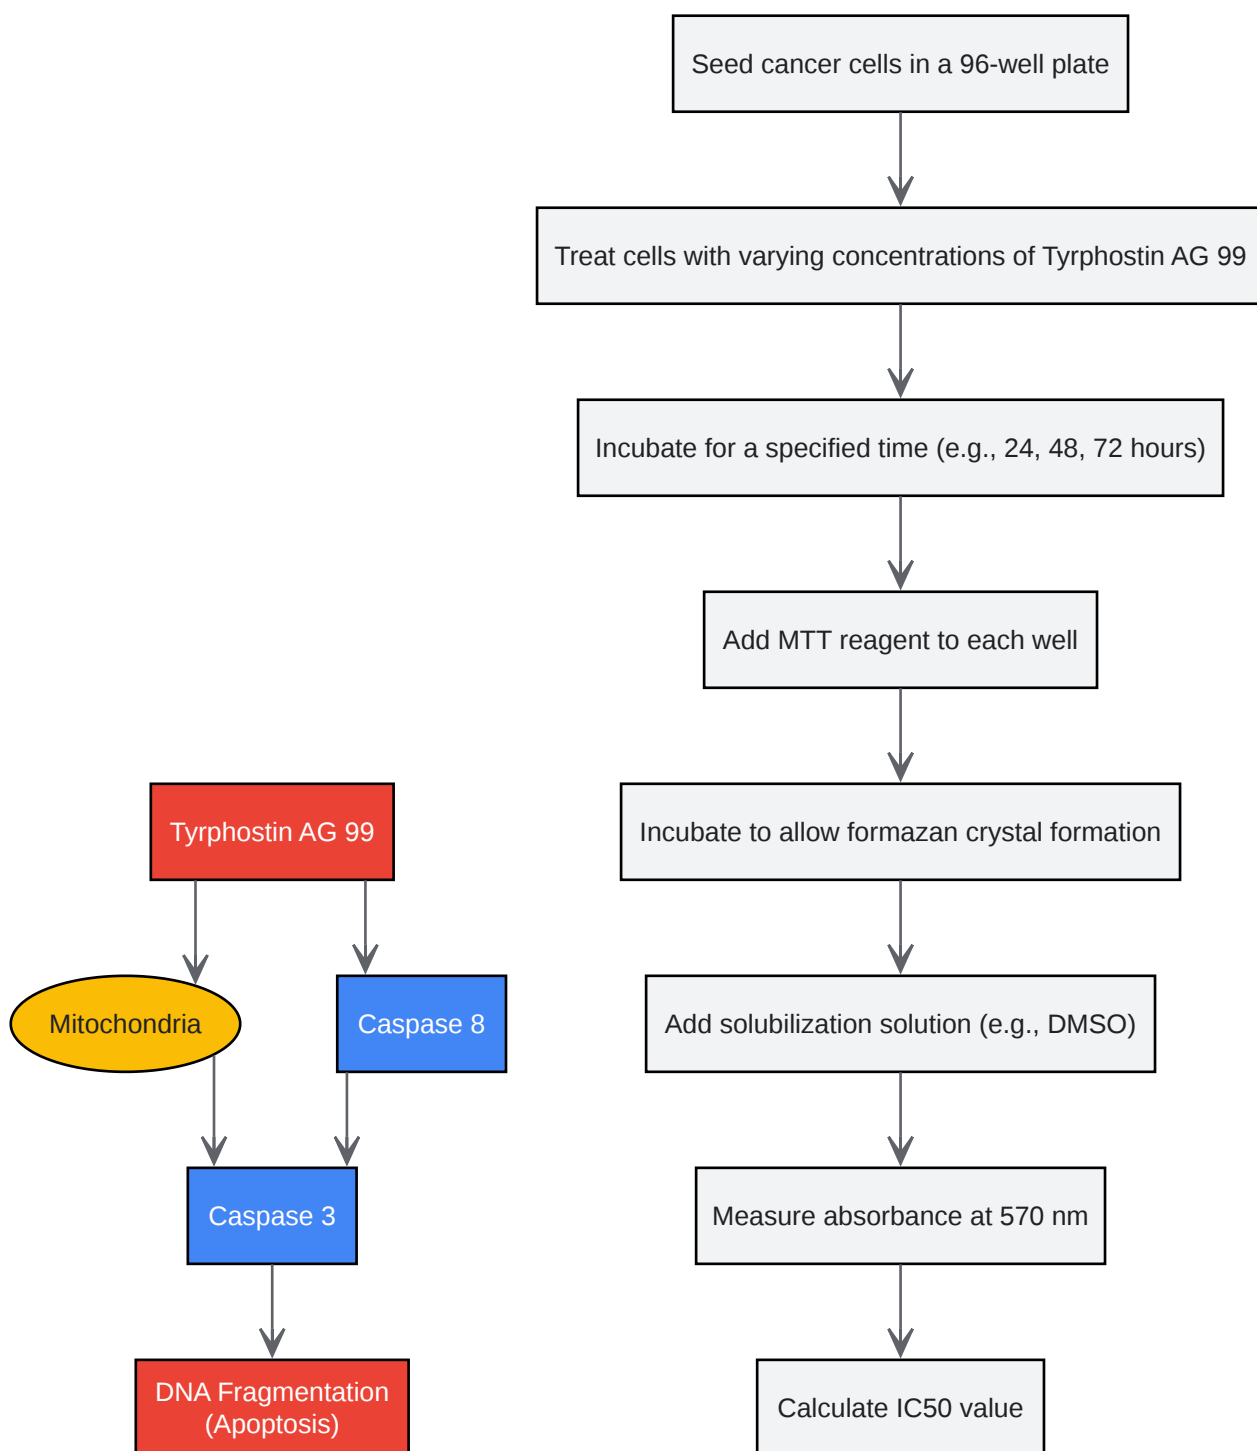 Seed cancer cells in a 96-well plate
Treat cells with varying concentrations of Tyrphostin AG 99
Incubate for a specified time (e.g., 24, 48, 72 hours)
Add MTT reagent to each well
Tyrphostin AG 99
Incubate to allow formazan crystal formation
Mitochondria
Caspase 8
Add solubilization solution (e.g., DMSO)
Caspase 3
Measure absorbance at 570 nm
DNA Fragmentation
(Apoptosis)
Calculate IC50 value